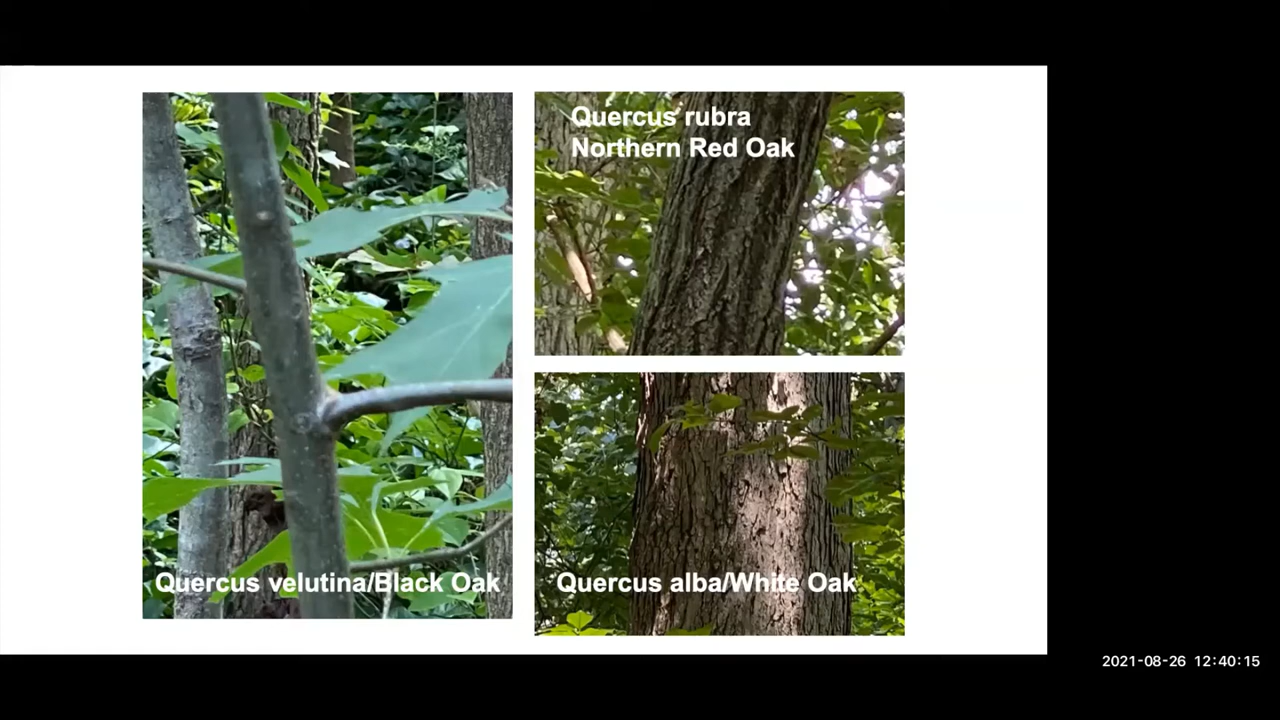 Quercus rubra
Northern Red Oak
Quercus velutina/Black Oak
Quercus alba/White Oak
2021-08-26 12:40:15